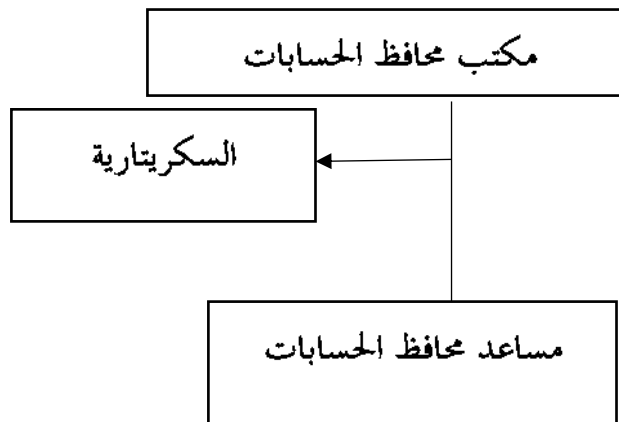 مكتب محافظ الحسابات
السكريتارية
مساعد محافظ الحسابات